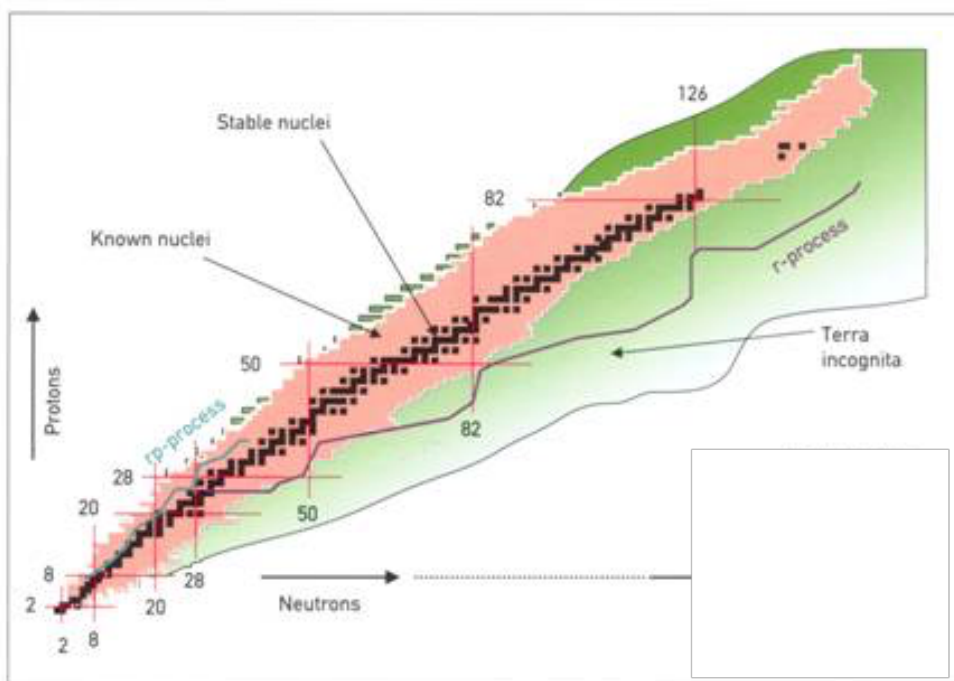 126
Stable nuclei
82
Known nuclei
r-process
Terra
incognita
50
Protons
rp-process
82
28
20
50
8
28
Neutrons
2
20
2
8